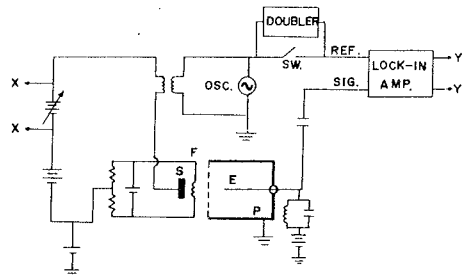 DOUBLER
X
REF.
LOCK-IN
AMP.
Y
SW.
OSC.
SIG.
Y
X
F
S
E
P